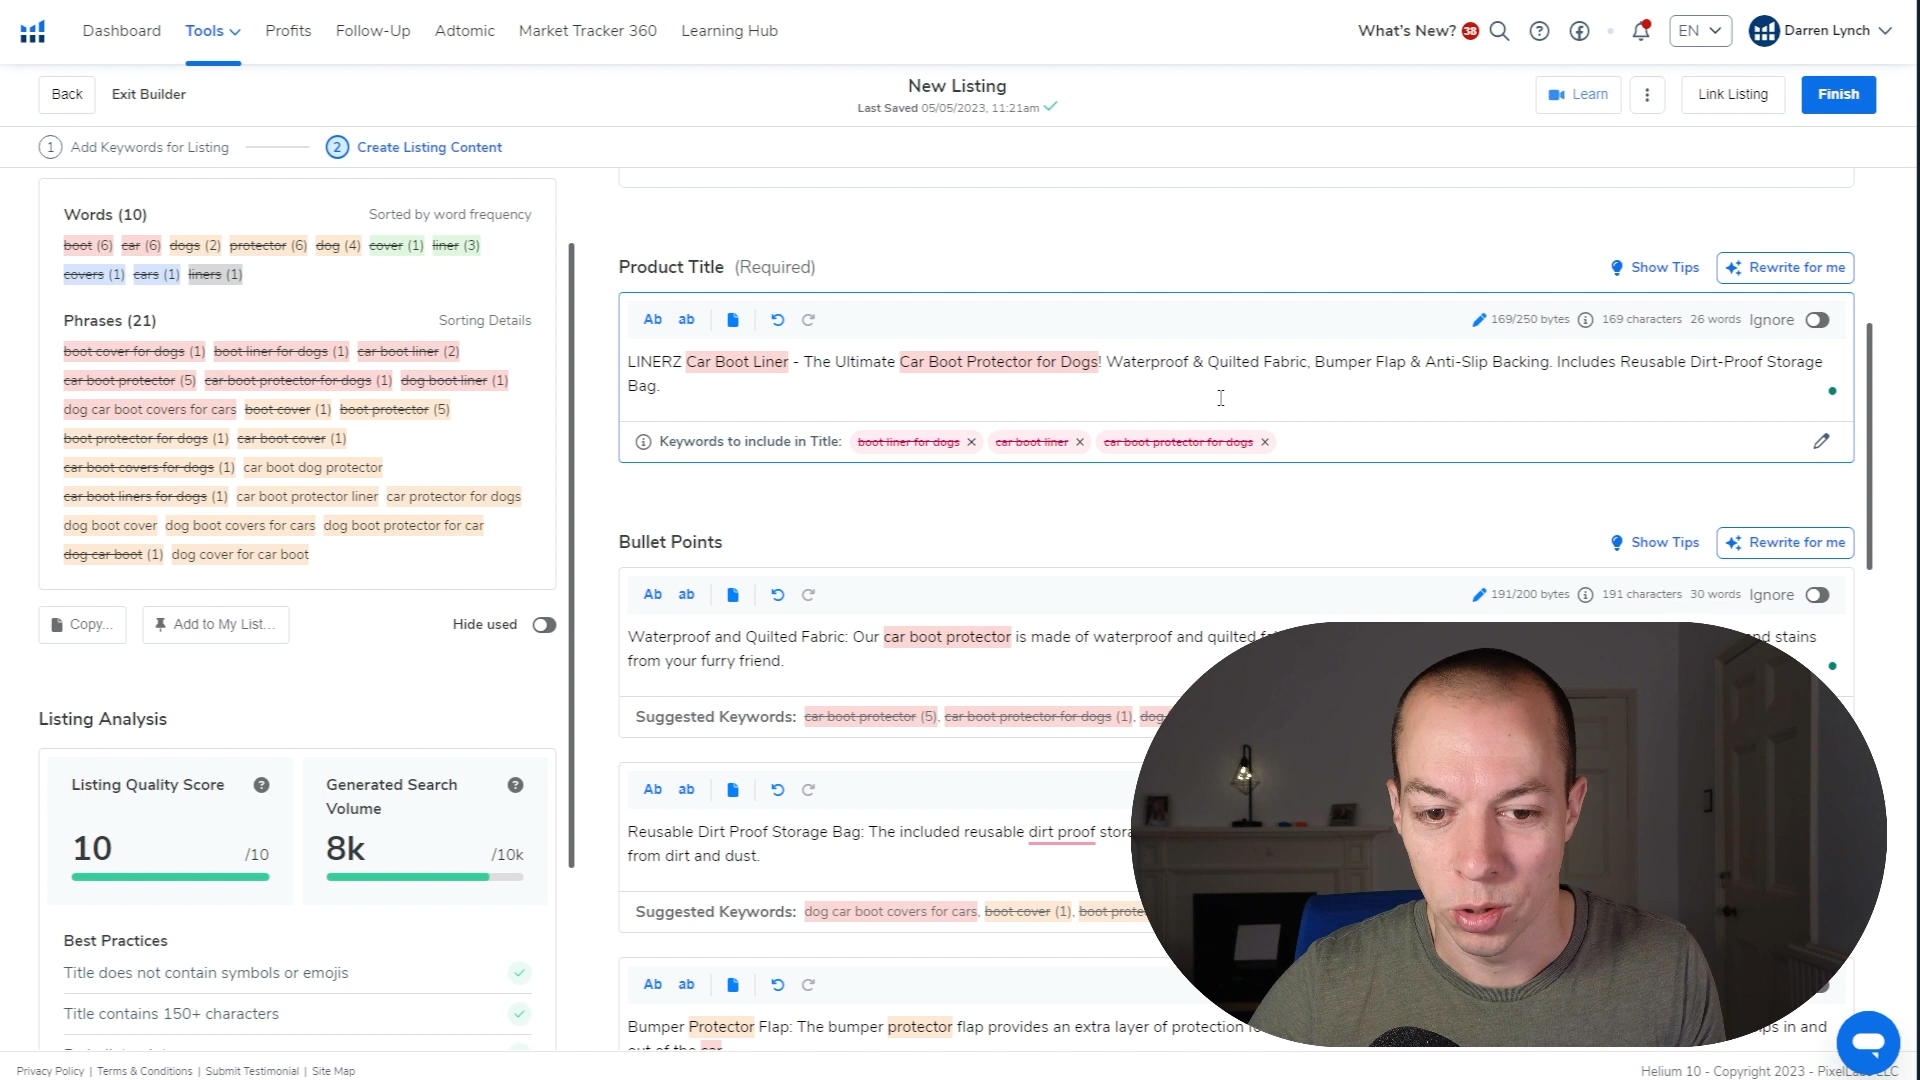 Dashboard Tools Profits Follow-Up Adtomic Market Tracker 360 Learning Hub What's New? 38 EN Darren Lynch
Back Exit Builder New Listing Learn Link Listing Finish
Last Saved 05/05/2023, 11:21am
1 Add Keywords for Listing 2 Create Listing Content
Words (10) Sorted by word frequency
boot (6) car (6) dogs (2) protector (6) dog (4) cover (1) liner (3)
covers (1) cars (1) liners (1)
Phrases (21) Sorting Details
boot cover for dogs (1) boot liner for dogs (1) car boot liner (2)
car boot protector (5) car boot protector for dogs (1) dog boot liner (1)
dog car boot covers for cars boot cover (1) boot protector (5)
boot protector for dogs (1) car boot cover (1)
car boot covers for dogs (1) car boot dog protector
car boot liners for dogs (1) car boot protector liner car protector for dogs
dog boot cover dog boot covers for cars dog boot protector for car
dog car boot (1) dog cover for car boot
Copy... Add to My List... Hide used
Listing Analysis
Listing Quality Score
10 /10
Generated Search
Volume
8k /10k
Best Practices
Title does not contain symbols or emojis
Title contains 150+ characters
Product Title (Required) Show Tips Rewrite for me
Ab ab 169/250 bytes 169 characters 26 words Ignore
LINERZ Car Boot Liner - The Ultimate Car Boot Protector for Dogs! Waterproof & Quilted Fabric, Bumper Flap & Anti-Slip Backing. Includes Reusable Dirt-Proof Storage
Bag.
Keywords to include in Title: boot liner for dogs × car boot liner × car boot protector for dogs ×
Bullet Points Show Tips Rewrite for me
Ab ab 191/200 bytes 191 characters 30 words Ignore
Waterproof and Quilted Fabric: Our car boot protector is made of waterproof and quilted and stains
from your furry friend.
Suggested Keywords: car boot protector (5), car boot protector for dogs (1), dog
Ab ab
Reusable Dirt Proof Storage Bag: The included reusable dirt proof stora
from dirt and dust.
Suggested Keywords: dog car boot covers for cars, boot cover (1), boot prote
Ab ab
Bumper Protector Flap: The bumper protector flap provides an extra layer of protection in and
out of the car
Privacy Policy | Terms & Conditions | Submit Testimonial | Site Map Helium 10 - Copyright 2023 -